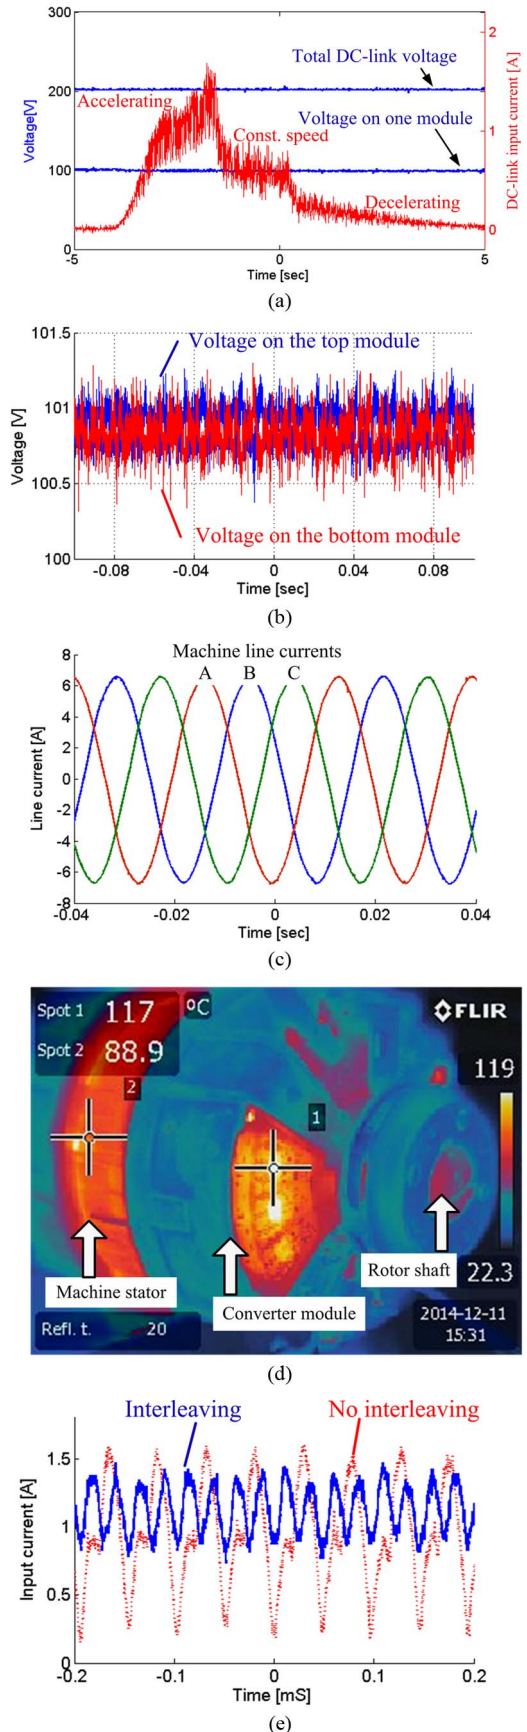 300
200
100
0
Voltage[V]
Total DC-link voltage
Accelerating
Voltage on one module
Const. speed
Decelerating
2
1
0
DC-link input current [A]
-5 0 5
Time [sec]
(a)
101.5
101
100.5
100
Voltage [V]
Voltage on the top module
Voltage on the bottom module
-0.08 -0.04 0 0.04 0.08
Time [sec]
(b)
Machine line currents
A B C
8
6
4
2
0
-2
-4
-6
-8
Line current [A]
-0.04 -0.02 0 0.02 0.04
Time [sec]
(c)
Spot 1 117 ºC
Spot 2 88.9
FLIR
119
2
1
Machine stator
Converter module
Rotor shaft
22.3
Refl. t. 20
2014-12-11
15:31
(d)
Interleaving
No interleaving
1.5
1
0.5
0
Input current [A]
-0.2 -0.1 0 0.1 0.2
Time [mS]
(e)